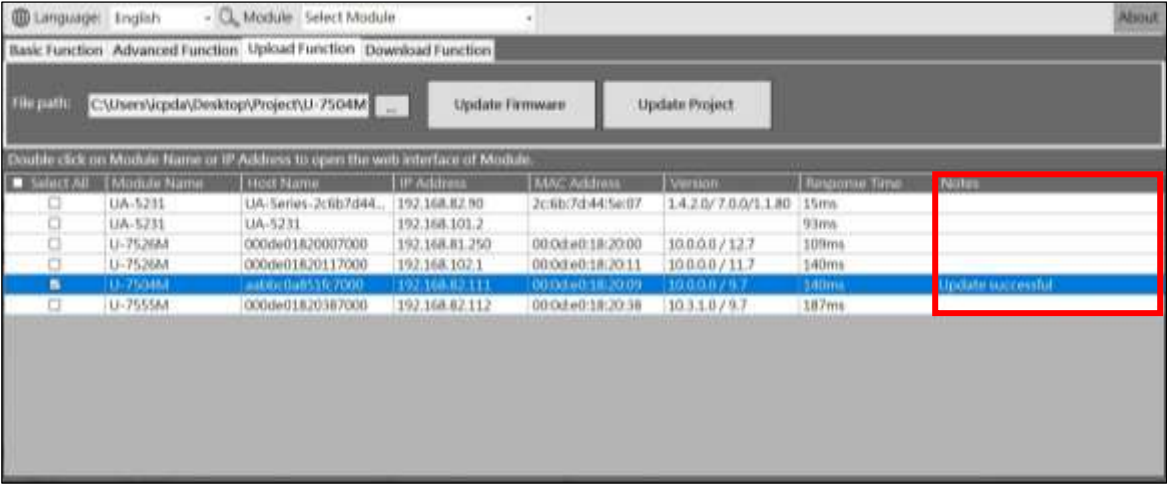 Language: English Module Select Module About
Basic Function Advanced Function Upload Function Download Function
File path: C:\Users\icpda\Desktop\Project\U-7504M ... Update Firmware Update Project
Double click on Module Name or IP Address to open the web interface of Module.
Select All Module Name Host Name IP Address MAC Address Version Response Time Notes
UA-5231 UA-Series-2c6b7d44... 192.168.82.90 2c:6b:7d:44:5e:07 1.4.2.0/ 7.0.0/1.1.80 15ms
UA-5231 UA-5231 192.168.101.2 93ms
U-7526M 000de01820007000 192.168.81.250 00:0d:e0:18:20:00 10.0.0.0 / 12.7 109ms
U-7526M 000de01820117000 192.168.102.1 00:0d:e0:18:20:11 10.0.0.0 / 11.7 140ms
U-7504M 192.168.82.111 00:0d:e0:18:20:09 10.0.0.0 / 9.7 140ms Update successful
U-7555M 000de01820387000 192.168.82.112 00:0d:e0:18:20:38 10.3.1.0 / 9.7 187ms